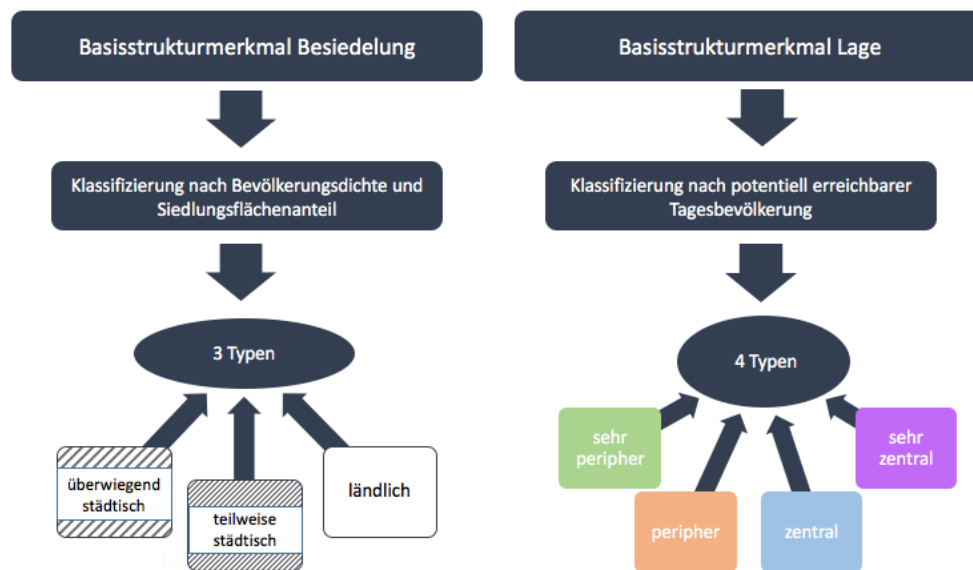 Basisstrukturmerkmal Besiedelung
Klassifizierung nach Bevölkerungsdichte und
Siedlungsflächenanteil
3 Typen
überwiegend
städtisch
teilweise
städtisch
ländlich
Basisstrukturmerkmal Lage
Klassifizierung nach potentiell erreichbarer
Tagesbevölkerung
4 Typen
sehr
peripher
peripher
zentral
sehr
zentral